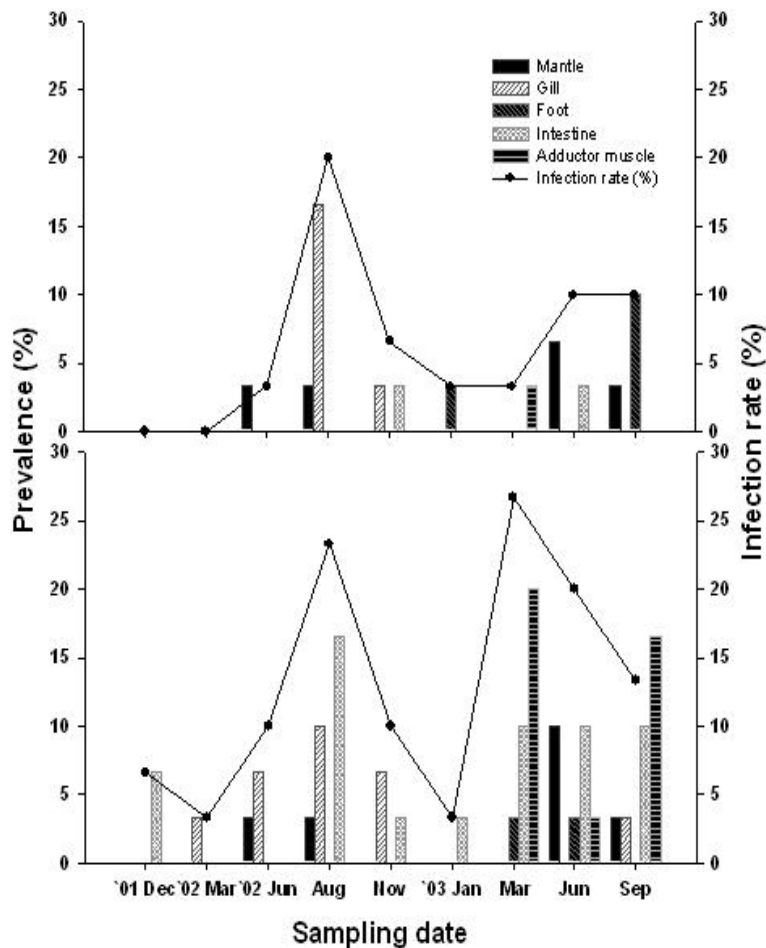 30
25
20
15
10
5
0
30
25
20
15
10
5
0
Mantle
Gill
Foot
Intestine
Adductor muscle
Infection rate (%)
Prevalence (%)
Infection rate (%)
30
25
20
15
10
5
0
30
25
20
15
10
5
0
`01 Dec `02 Mar `02 Jun Aug Nov `03 Jan Mar Jun Sep
Sampling date